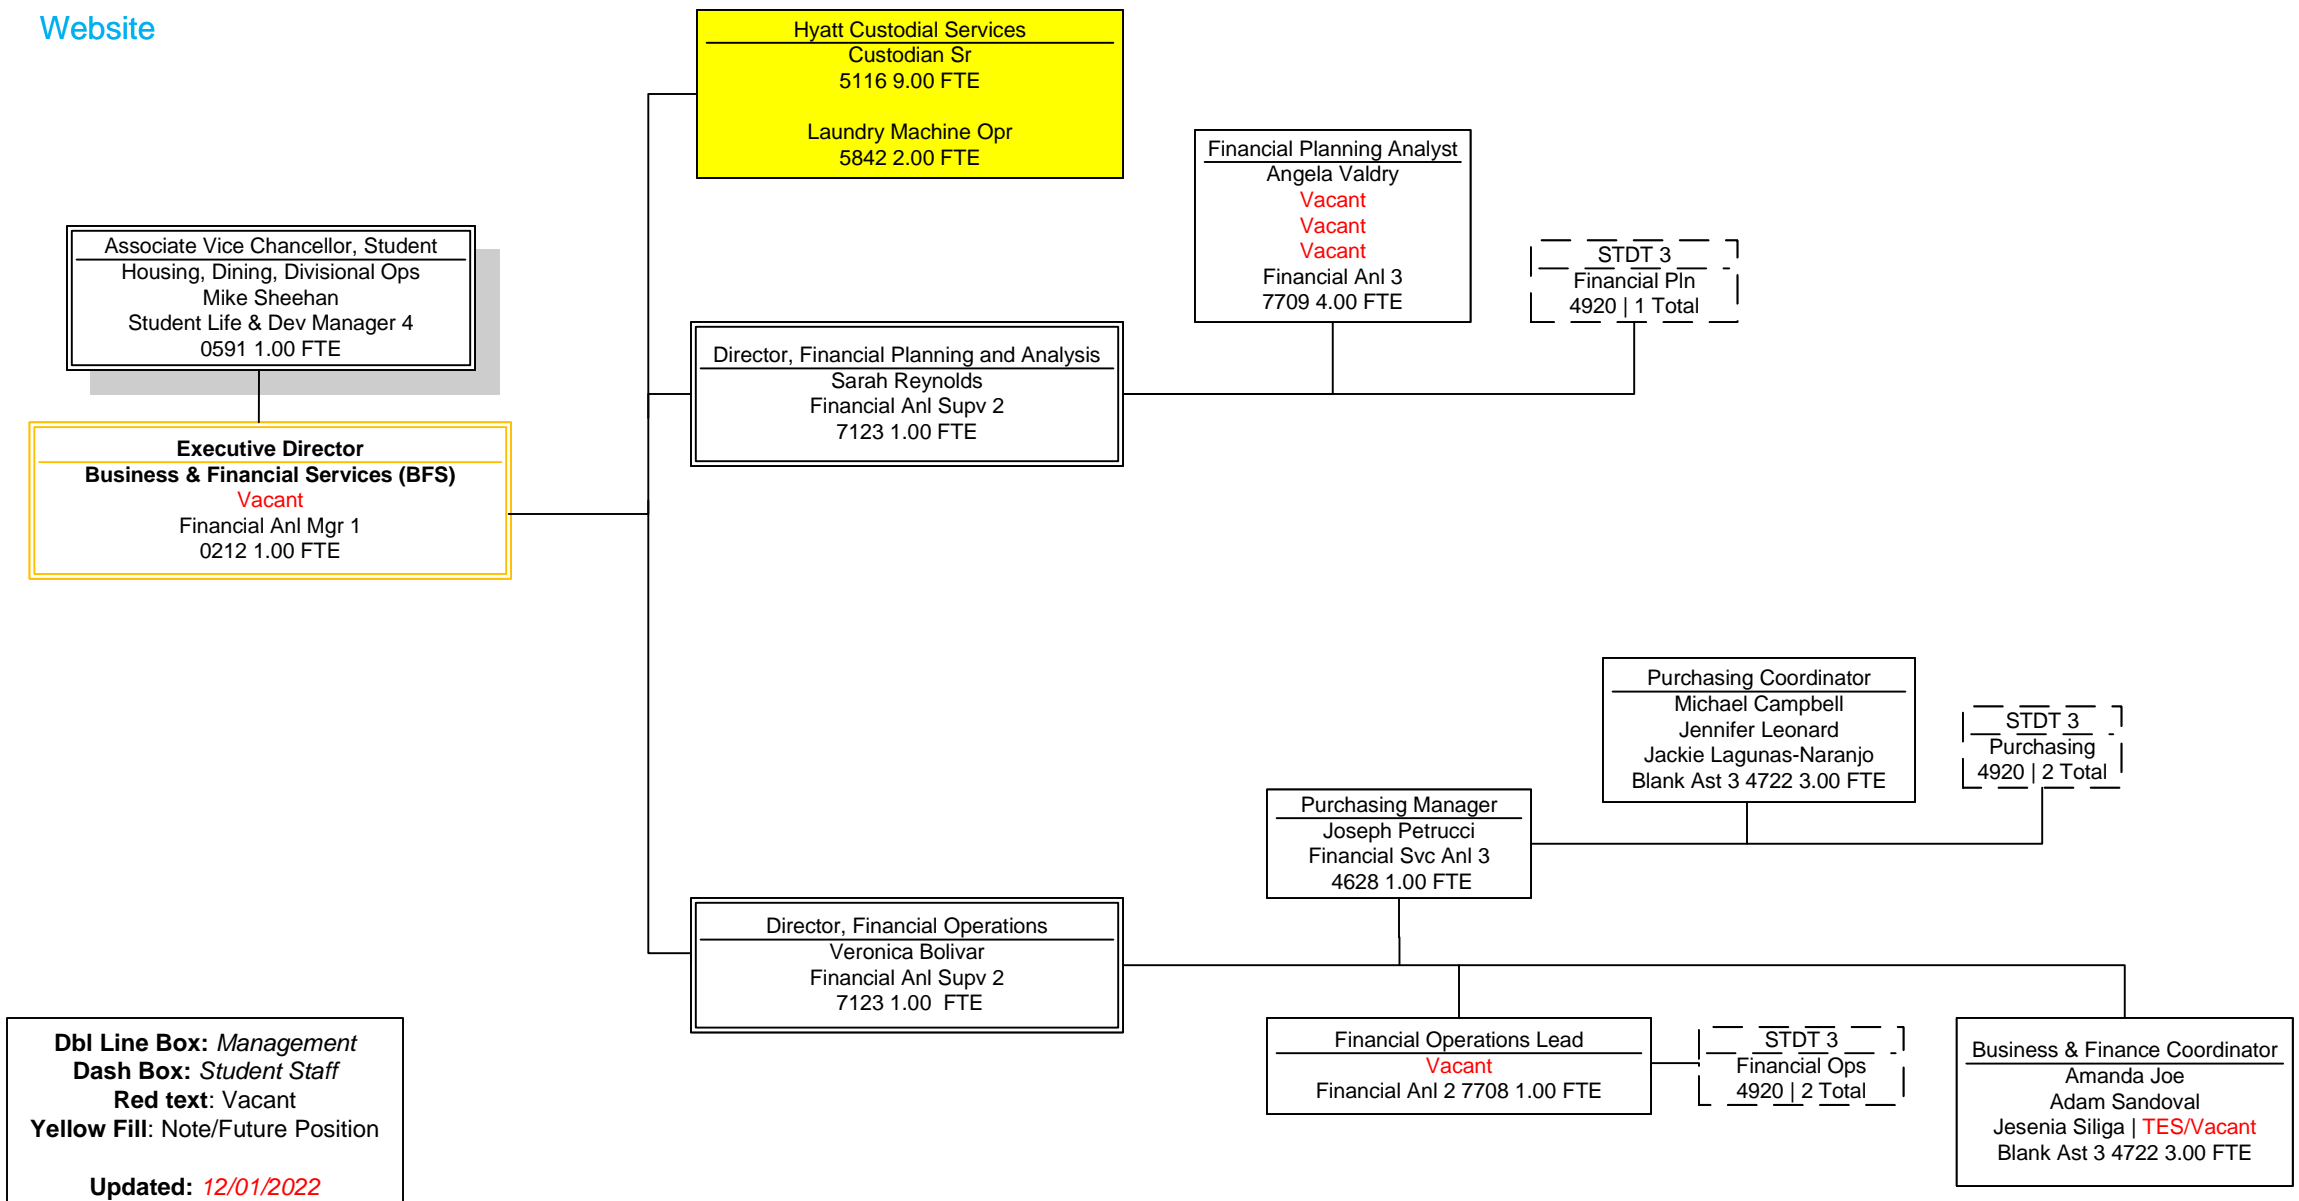 Website
Hyatt Custodial Services
Custodian Sr
5116 9.00 FTE
Laundry Machine Opr
5842 2.00 FTE
Financial Planning Analyst
Angela Valdry
Vacant
Vacant
Vacant
Financial Anl 3
7709 4.00 FTE
STDT 3
Financial Pln
4920 | 1 Total
Associate Vice Chancellor, Student
Housing, Dining, Divisional Ops
Mike Sheehan
Student Life & Dev Manager 4
0591 1.00 FTE
Director, Financial Planning and Analysis
Sarah Reynolds
Financial Anl Supv 2
7123 1.00 FTE
Executive Director
Business & Financial Services (BFS)
Vacant
Financial Anl Mgr 1
0212 1.00 FTE
Purchasing Coordinator
Michael Campbell
Jennifer Leonard
Jackie Lagunas-Naranjo
Blank Ast 3 4722 3.00 FTE
STDT 3
Purchasing
4920 | 2 Total
Purchasing Manager
Joseph Petrucci
Financial Svc Anl 3
4628 1.00 FTE
Director, Financial Operations
Veronica Bolivar
Financial Anl Supv 2
7123 1.00 FTE
Financial Operations Lead
Vacant
Financial Anl 2 7708 1.00 FTE
STDT 3
Financial Ops
4920 | 2 Total
Business & Finance Coordinator
Amanda Joe
Adam Sandoval
Jesenia Siliga | TES/Vacant
Blank Ast 3 4722 3.00 FTE
Dbl Line Box: Management
Dash Box: Student Staff
Red text: Vacant
Yellow Fill: Note/Future Position
Updated: 12/01/2022